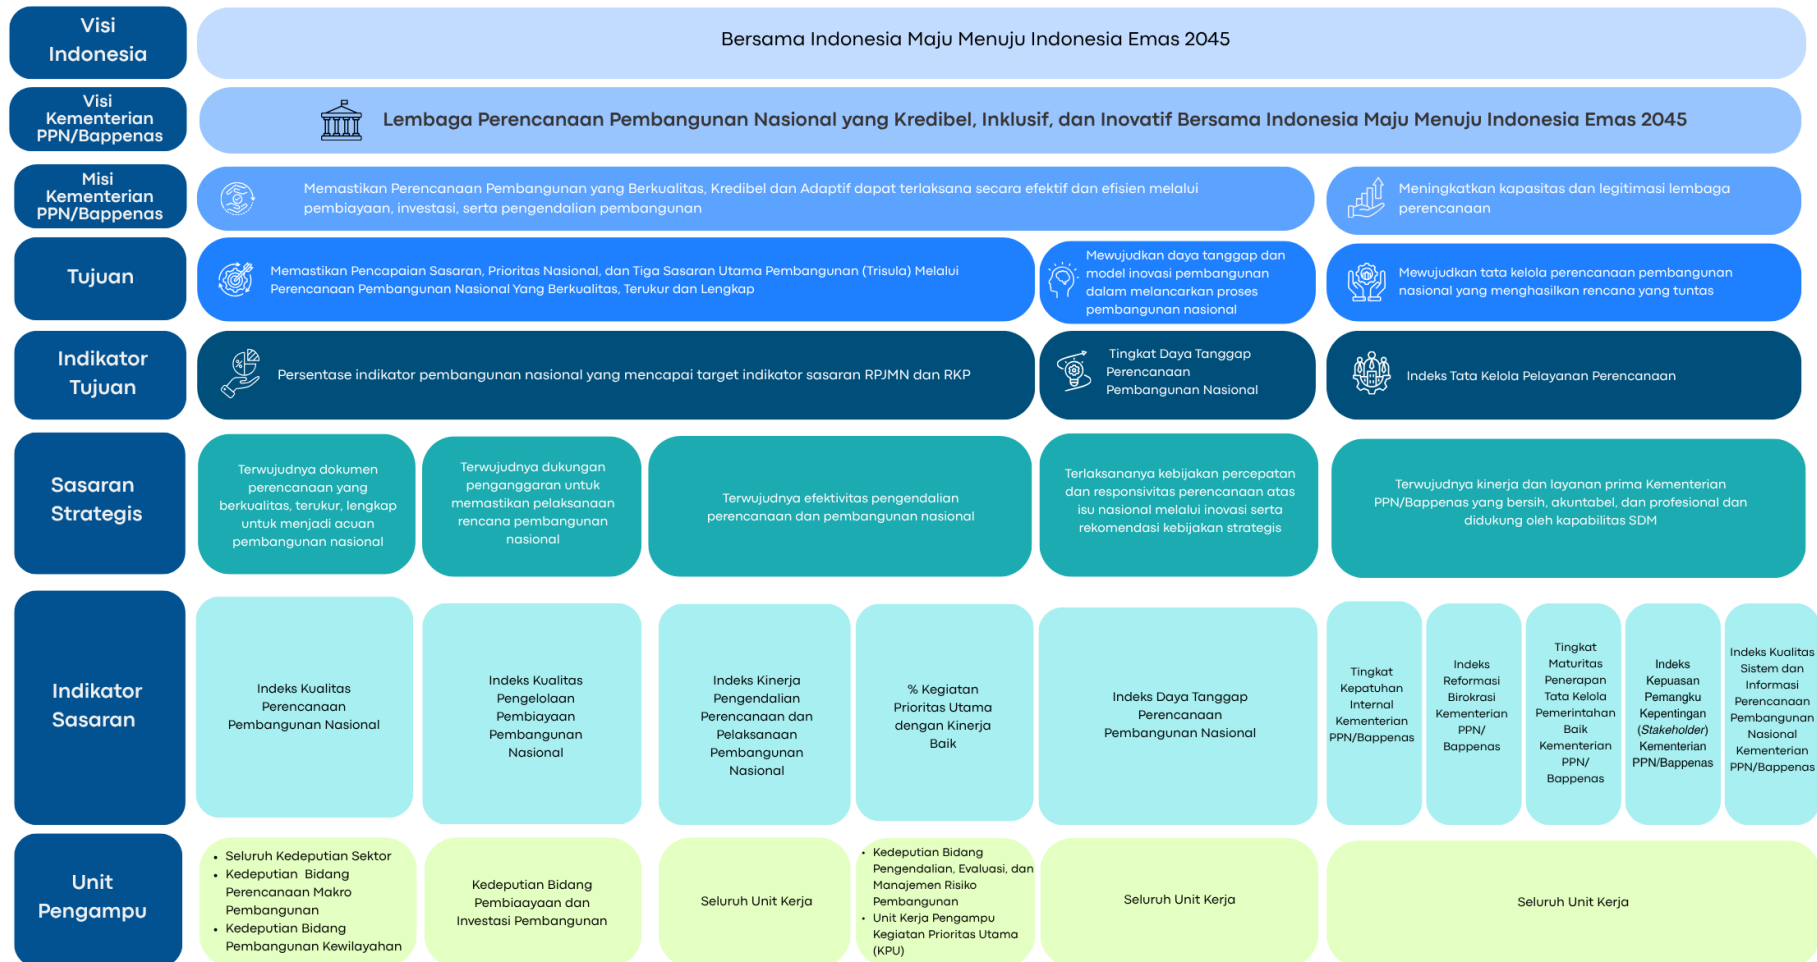 Visi
Indonesia
Bersama Indonesia Maju Menuju Indonesia Emas 2045
Visi
Kementerian
PPN/Bappenas
Lembaga Perencanaan Pembangunan Nasional yang Kredibel, Inklusif, dan Inovatif Bersama Indonesia Maju Menuju Indonesia Emas 2045
Misi
Kementerian
PPN/Bappenas
Memastikan Perencanaan Pembangunan yang Berkualitas, Kredibel dan Adaptif dapat terlaksana secara efektif dan efisien melalui
pembiayaan, investasi, serta pengendalian pembangunan
Meningkatkan kapasitas dan legitimasi lembaga
perencanaan
Tujuan
Memastikan Pencapaian Sasaran, Prioritas Nasional, dan Tiga Sasaran Utama Pembangunan (Trisula) Melalui
Perencanaan Pembangunan Nasional Yang Berkualitas, Terukur dan Lengkap
Mewujudkan daya tanggap dan
model inovasi pembangunan
dalam melancarkan proses
pembangunan nasional
Mewujudkan tata kelola perencanaan pembangunan
nasional yang menghasilkan rencana yang tuntas
Indikator
Tujuan
%
Persentase indikator pembangunan nasional yang mencapai target indikator sasaran RPJMN dan RKP
Tingkat Daya Tanggap
Perencanaan
Pembangunan Nasional
Indeks Tata Kelola Pelayanan Perencanaan
Sasaran
Strategis
Terwujudnya dokumen
perencanaan yang
berkualitas, terukur, lengkap
untuk menjadi acuan
pembangunan nasional
Terwujudnya dukungan
penganggaran untuk
memastikan pelaksanaan
rencana pembangunan
nasional
Terwujudnya efektivitas pengendalian
perencanaan dan pembangunan nasional
Terlaksananya kebijakan percepatan
dan responsivitas perencanaan atas
isu nasional melalui inovasi serta
rekomendasi kebijakan strategis
Terwujudnya kinerja dan layanan prima Kementerian
PPN/Bappenas yang bersih, akuntabel, dan profesional dan
didukung oleh kapabilitas SDM
Indikator
Sasaran
Indeks Kualitas
Perencanaan
Pembangunan Nasional
Indeks Kualitas
Pengelolaan
Pembiayaan
Pembangunan
Nasional
Indeks Kinerja
Pengendalian
Perencanaan dan
Pelaksanaan
Pembangunan
Nasional
% Kegiatan
Prioritas Utama
dengan Kinerja
Baik
Indeks Daya Tanggap
Perencanaan
Pembangunan Nasional
Tingkat
Kepatuhan
Internal
Kementerian
PPN/Bappenas
Indeks
Reformasi
Birokrasi
Kementerian
PPN/
Bappenas
Tingkat
Maturitas
Penerapan
Tata Kelola
Pemerintahan
Baik
Kementerian
PPN/
Bappenas
Indeks
Kepuasan
Pemangku
Kepentingan
(Stakeholder)
Kementerian
PPN/Bappenas
Indeks Kualitas
Sistem dan
Informasi
Perencanaan
Pembangunan
Nasional
Kementerian
PPN/Bappenas
Unit
Pengampu
• Seluruh Kedeputian Sektor
• Kedeputian Bidang
Perencanaan Makro
Pembangunan
• Kedeputian Bidang
Pembangunan Kewilayahan
Kedeputian Bidang
Pembiaayaan dan
Investasi Pembangunan
Seluruh Unit Kerja
• Kedeputian Bidang
Pengendalian, Evaluasi, dan
Manajemen Risiko
Pembangunan
• Unit Kerja Pengampu
Kegiatan Prioritas Utama
(KPU)
Seluruh Unit Kerja
Seluruh Unit Kerja